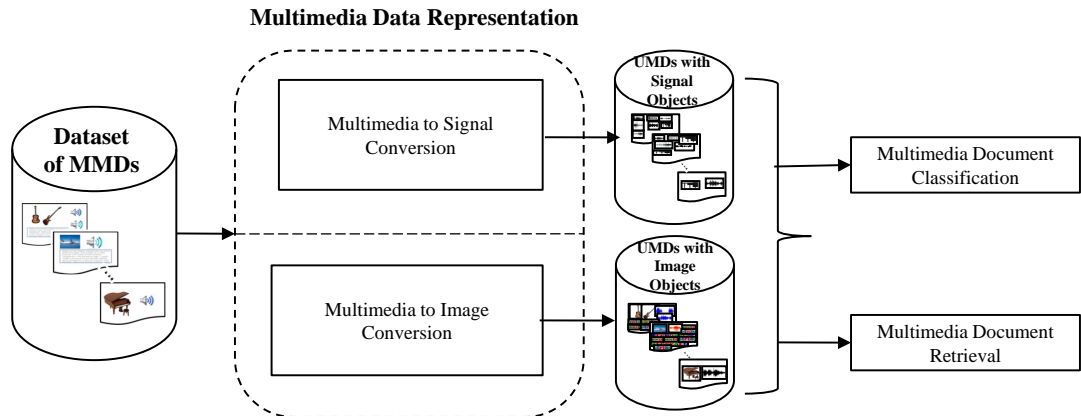 Multimedia Data Representation
Dataset
of MMDs
Multimedia to Signal
Conversion
Multimedia to Image
Conversion
UMDs with
Signal
Objects
UMDs with
Image
Objects
Multimedia Document
Classification
Multimedia Document
Retrieval